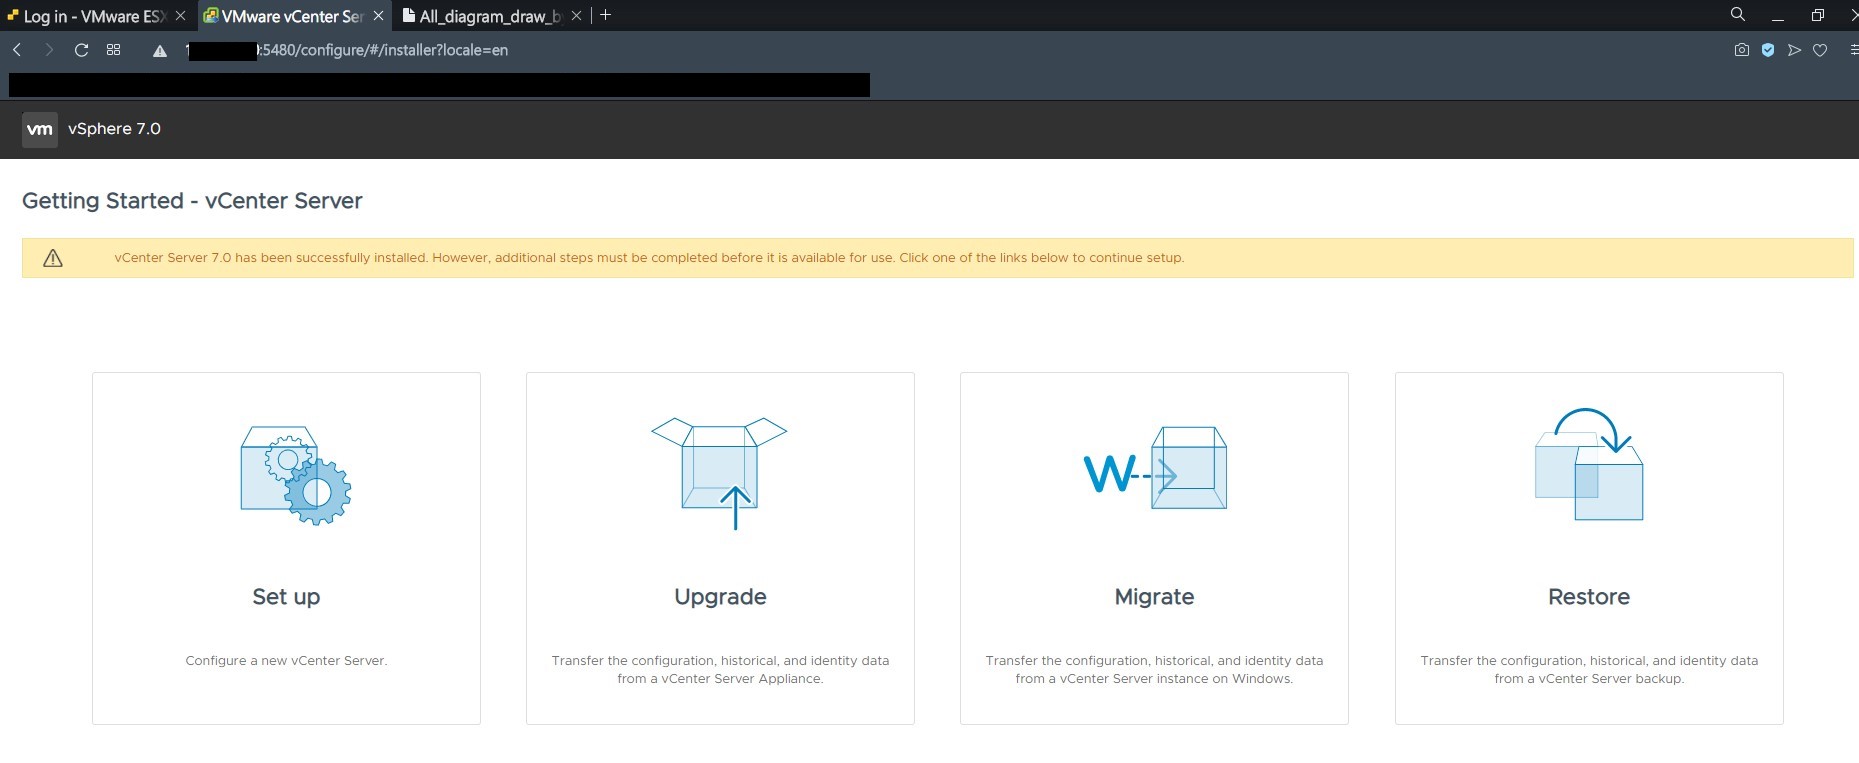 Log in - VMware ESX
VMware vCenter Ser
All_diagram_draw_b
:5480/configure/#/installer?locale=en
vm vSphere 7.0
Getting Started - vCenter Server
vCenter Server 7.0 has been successfully installed. However, additional steps must be completed before it is available for use. Click one of the links below to continue setup.
W
Set up
Configure a new vCenter Server.
Upgrade
Transfer the configuration, historical, and identity data
from a vCenter Server Appliance.
Migrate
Transfer the configuration, historical, and identity data
from a vCenter Server instance on Windows.
Restore
Transfer the configuration, historical, and identity data
from a vCenter Server backup.